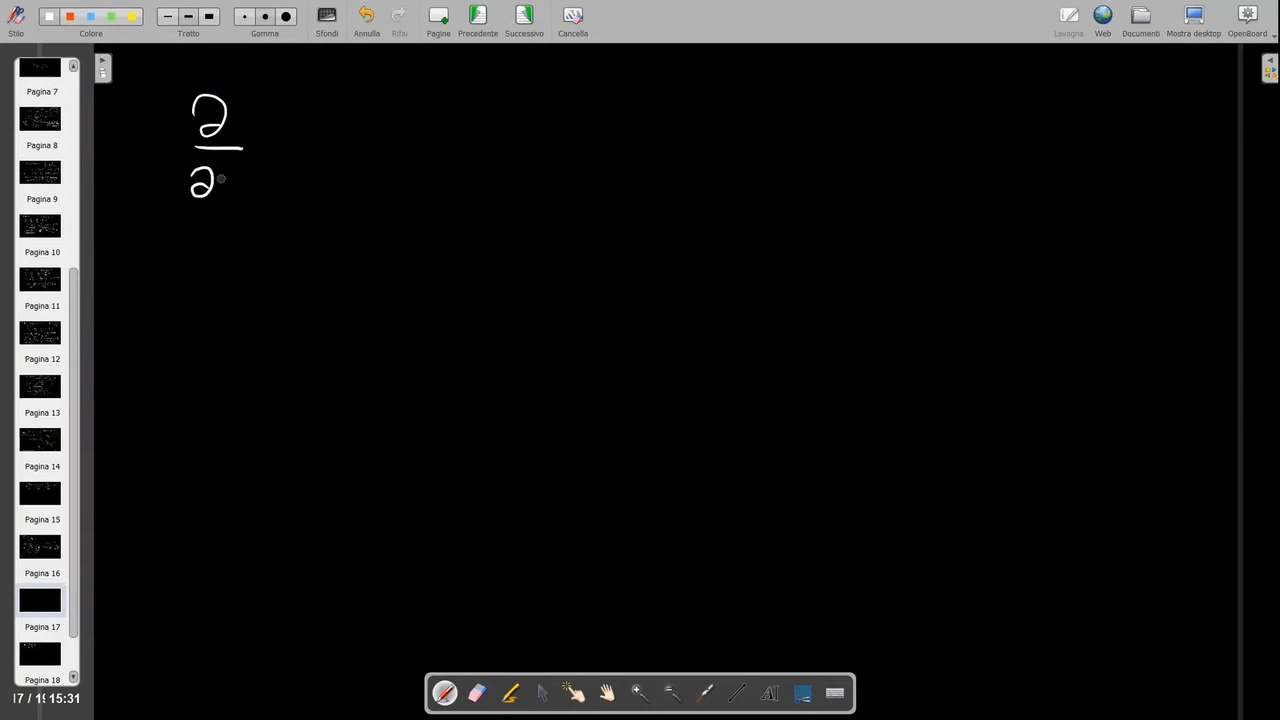 Stilo Colore Tratto Gomma Sfondi Annulla Rifai Pagine Precedente Successivo Cancella Lavagna Web Documenti Mostra desktop OpenBoard
Pagina 7
Pagina 8
Pagina 9
Pagina 10
Pagina 11
Pagina 12
Pagina 13
Pagina 14
Pagina 15
Pagina 16
Pagina 17
Pagina 18
15:31
2
2